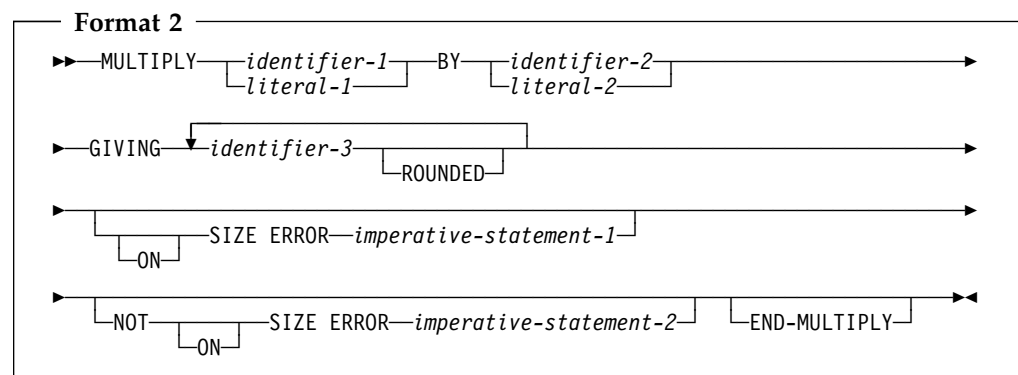 Format 2
MULTIPLY identifier-1 BY identifier-2
literal-1 literal-2
GIVING identifier-3
ROUNDED
SIZE ERROR imperative-statement-1
ON
NOT SIZE ERROR imperative-statement-2 END-MULTIPLY
ON